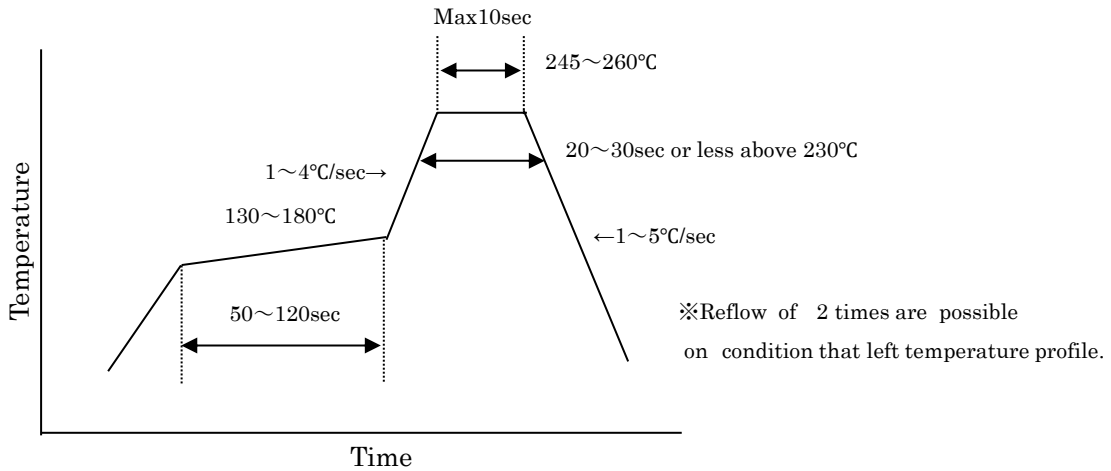 Max10sec
245～260℃
20～30sec or less above 230℃
1～4℃/sec→
130～180℃
←1～5℃/sec
50～120sec
※Reflow of 2 times are possible
on condition that left temperature profile.
Temperature
Time